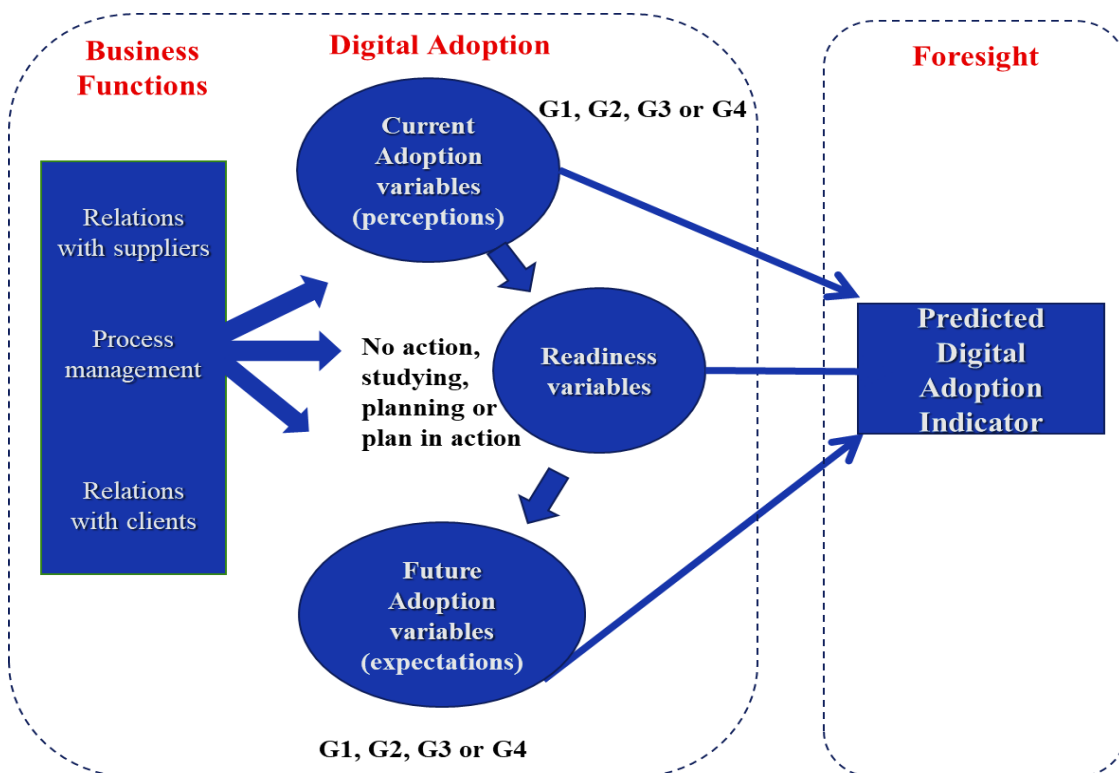 Business
Functions
Digital Adoption
Foresight
G1, G2, G3 or G4
Current
Adoption
variables
(perceptions)
Relations
with suppliers
Process
management
Relations
with clients
No action,
studying,
planning or
plan in action
Readiness
variables
Predicted
Digital
Adoption
Indicator
Future
Adoption
variables
(expectations)
G1, G2, G3 or G4